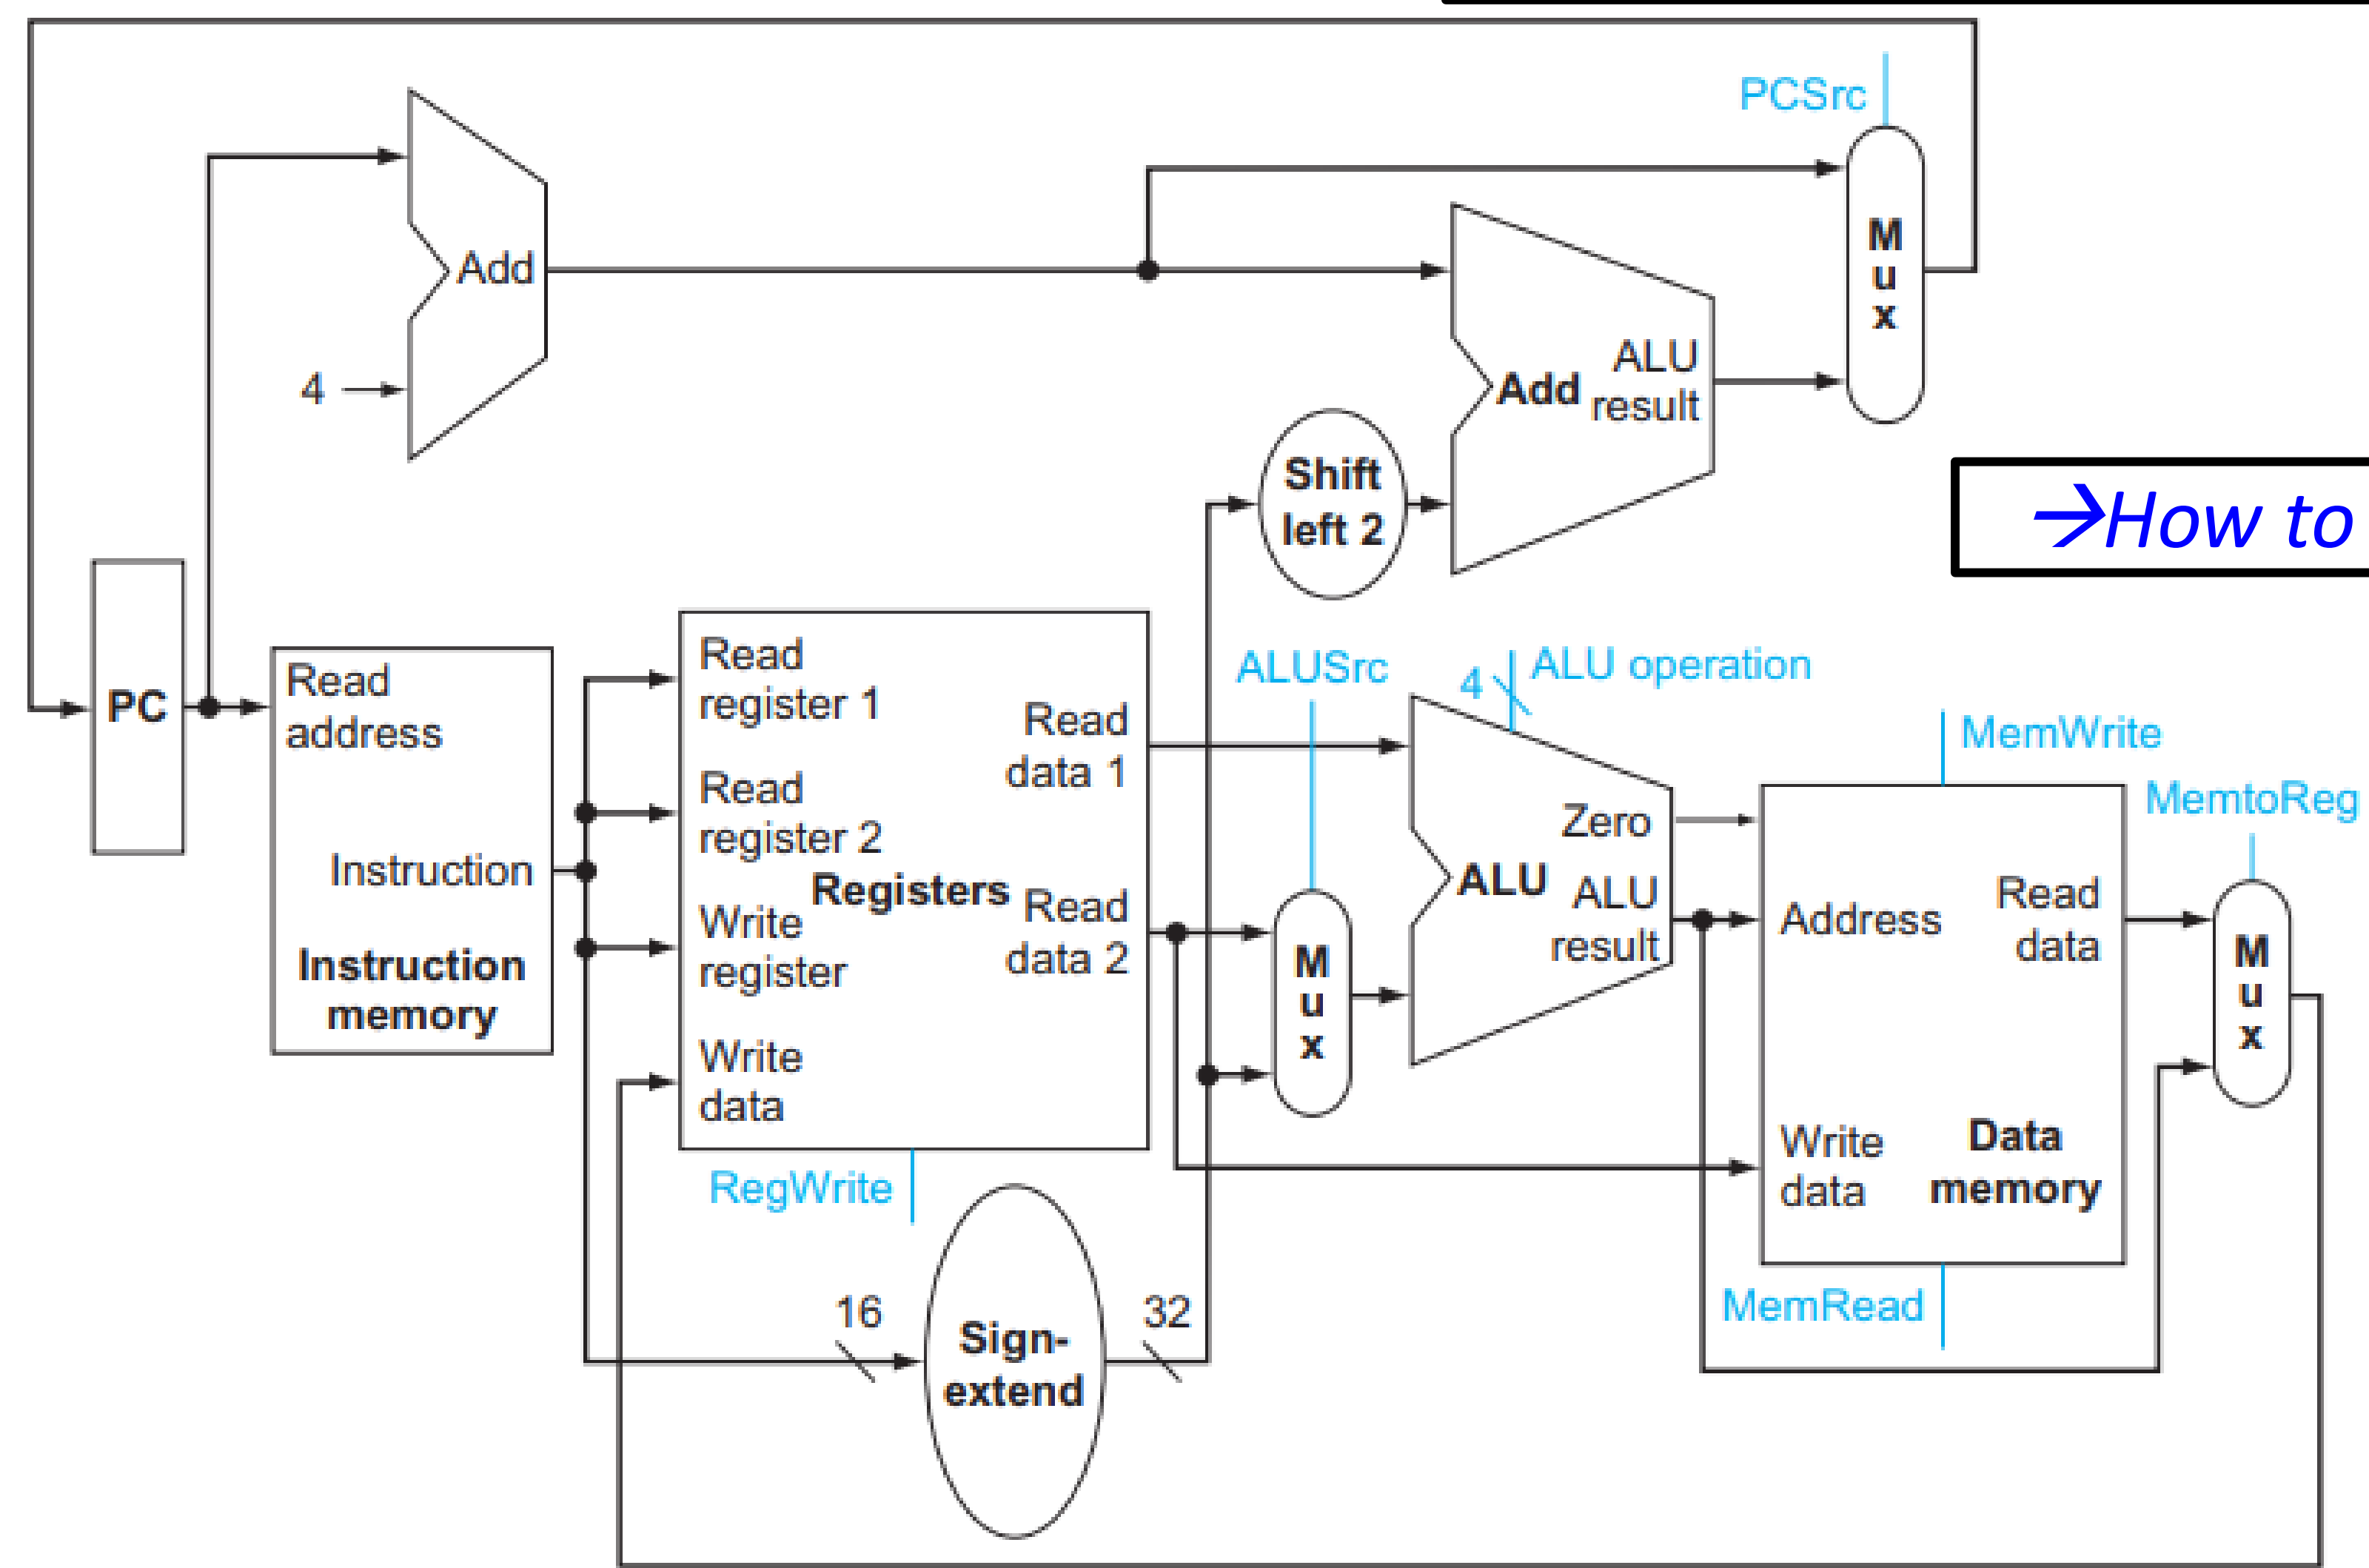 PCSrc
M
u
x
Add
4
ALU
Add result
Shift
left 2
→How to
PC
Read
address
Instruction
Instruction
memory
Read
register 1
Read
data 1
Read
register 2
Registers
Read
data 2
Write
register
Write
data
RegWrite
16
Sign-
extend
32
ALUSrc
M
u
x
4
ALU operation
Zero
ALU
ALU
result
MemWrite
MemtoReg
Address
Read
data
M
u
x
Write
data
Data
memory
MemRead